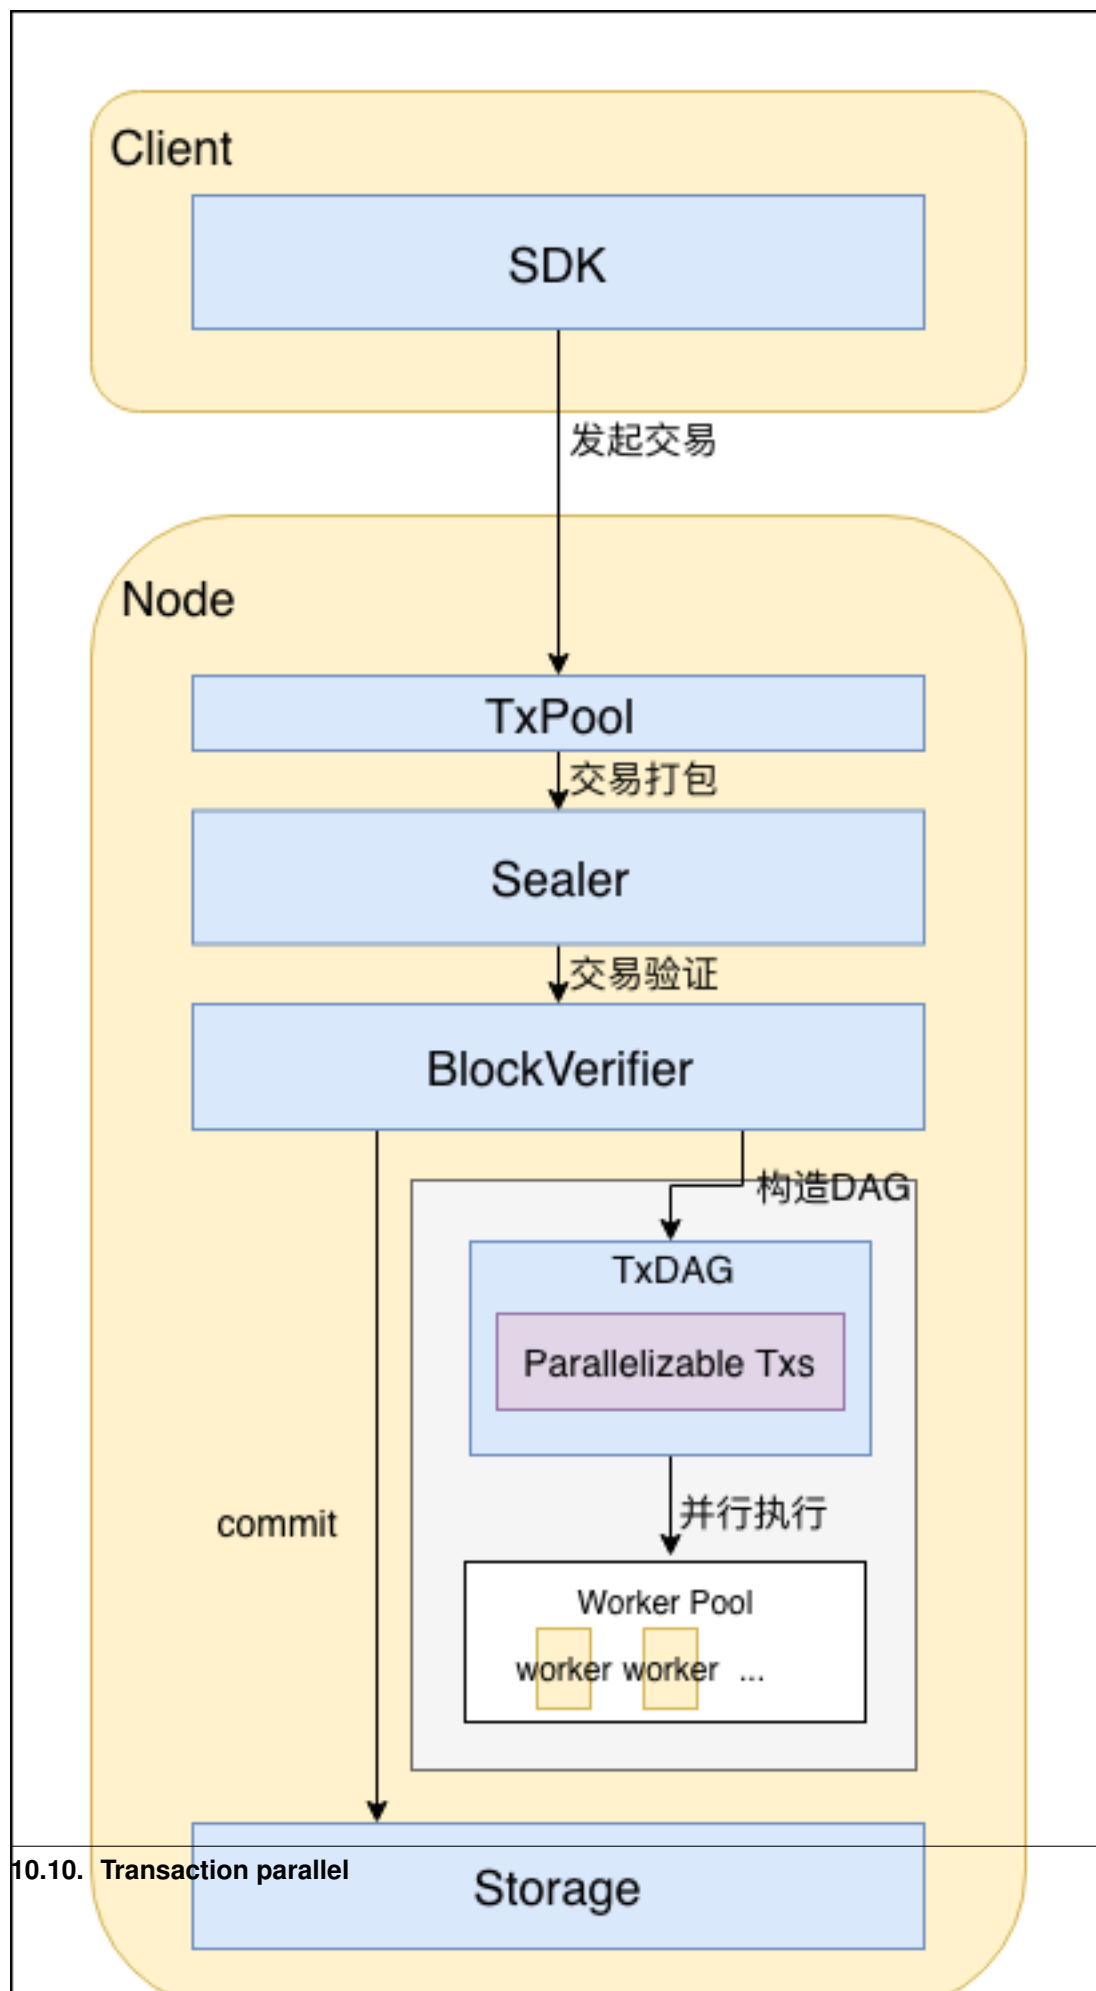 Client
SDK
发起交易
Node
TxPool
交易打包
Sealer
交易验证
BlockVerifier
构造DAG
TxDAG
Parallelizable Txs
并行执行
commit
Worker Pool
worker worker ...
10.10. Transaction parallel
Storage